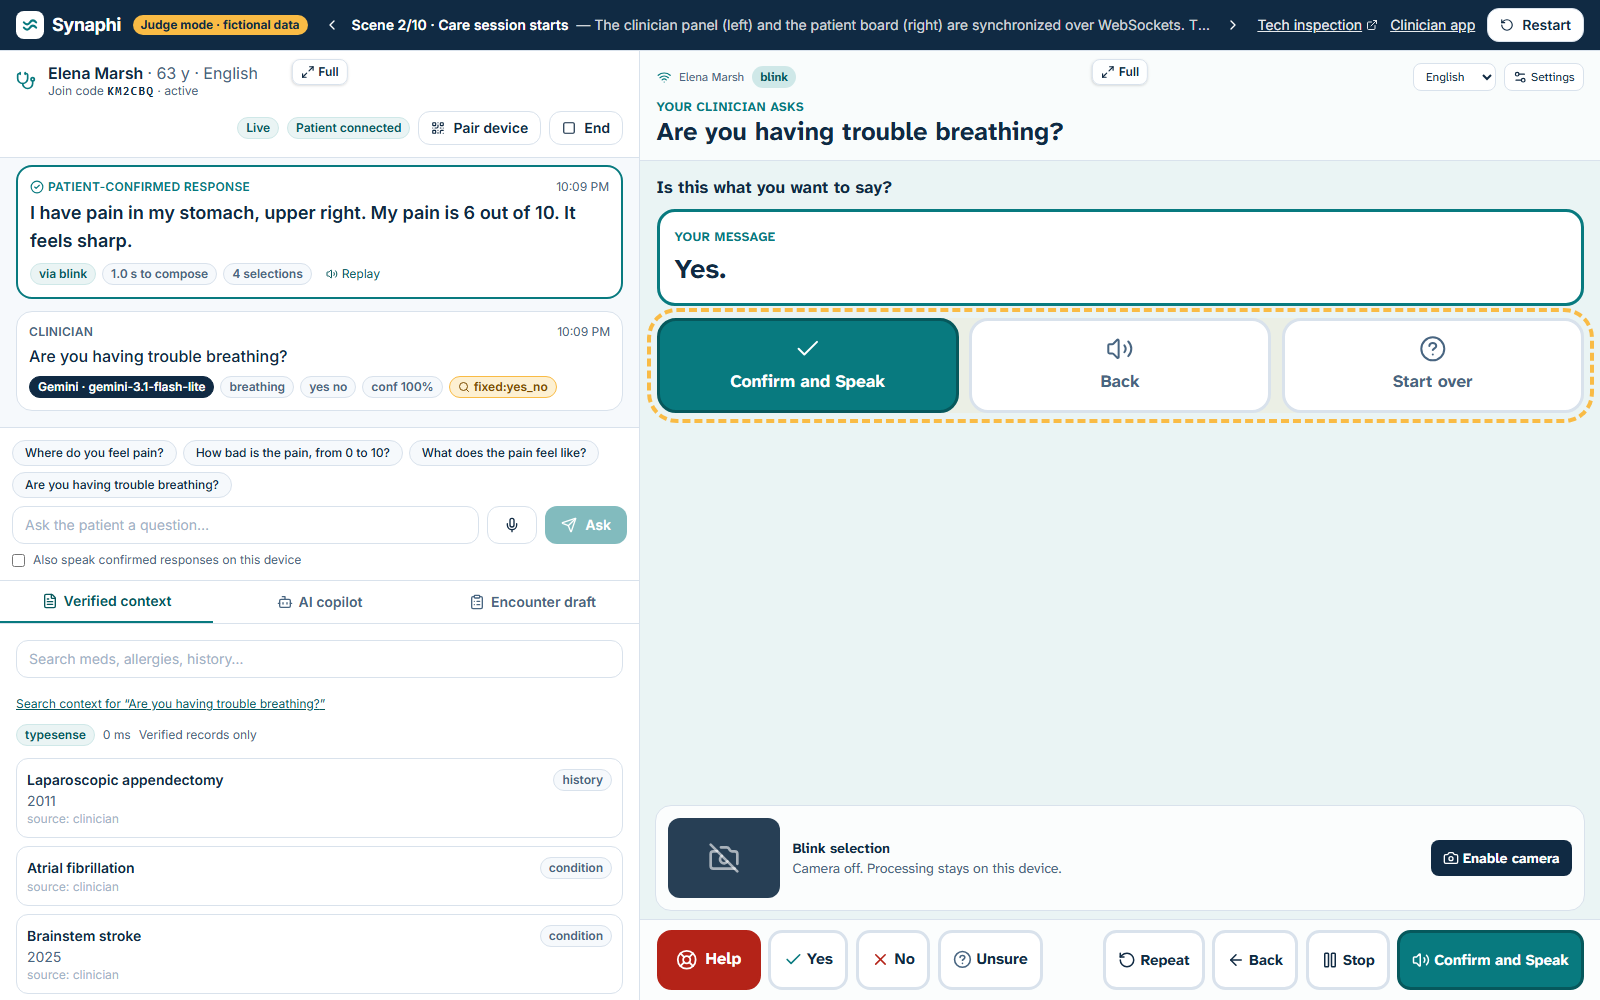 Synaphi
Judge mode · fictional data
Scene 2/10 · Care session starts — The clinician panel (left) and the patient board (right) are synchronized over WebSockets. T...
Tech inspection
Clinician app
Restart
Elena Marsh · 63 y · English
Join code KM2CBQ · active
Full
Live
Patient connected
Pair device
End
PATIENT-CONFIRMED RESPONSE
10:09 PM
I have pain in my stomach, upper right. My pain is 6 out of 10. It
feels sharp.
via blink
1.0 s to compose
4 selections
Replay
CLINICIAN
10:09 PM
Are you having trouble breathing?
Gemini · gemini-3.1-flash-lite
breathing
yes no
conf 100%
fixed:yes_no
Where do you feel pain?
How bad is the pain, from 0 to 10?
What does the pain feel like?
Are you having trouble breathing?
Ask the patient a question...
Ask
Also speak confirmed responses on this device
Verified context
AI copilot
Encounter draft
Search meds, allergies, history...
Search context for “Are you having trouble breathing?”
typesense
0 ms
Verified records only
Laparoscopic appendectomy
history
2011
source: clinician
Atrial fibrillation
condition
source: clinician
Brainstem stroke
condition
2025
source: clinician
Elena Marsh
blink
Full
English
Settings
YOUR CLINICIAN ASKS
Are you having trouble breathing?
Is this what you want to say?
YOUR MESSAGE
Yes.
Confirm and Speak
Back
Start over
Blink selection
Camera off. Processing stays on this device.
Enable camera
Help
Yes
No
Unsure
Repeat
Back
Stop
Confirm and Speak